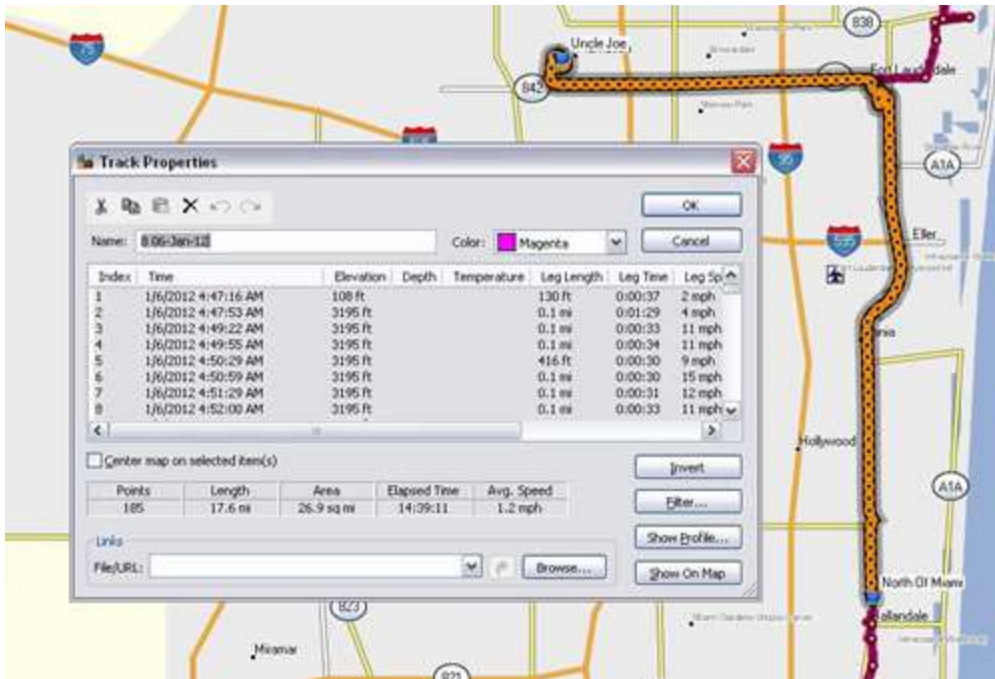 838
75
Uncle Joe
Fort Lauderdale
842
Track Properties
95
A1A
OK
Name: 8 06-Jan-12
Color: Magenta
Cancel
595
Eller
Index Time Elevation Depth Temperature Leg Length Leg Time Leg Sp
1 1/6/2012 4:47:16 AM 108 ft 130 ft 0:00:37 2 mph
2 1/6/2012 4:47:53 AM 3195 ft 0.1 mi 0:01:29 4 mph
3 1/6/2012 4:49:22 AM 3195 ft 0.1 mi 0:00:33 11 mph
4 1/6/2012 4:49:55 AM 3195 ft 0.1 mi 0:00:34 11 mph
5 1/6/2012 4:50:29 AM 3195 ft 416 ft 0:00:30 9 mph
6 1/6/2012 4:50:59 AM 3195 ft 0.1 mi 0:00:30 15 mph
7 1/6/2012 4:51:29 AM 3195 ft 0.1 mi 0:00:31 12 mph
8 1/6/2012 4:52:00 AM 3195 ft 0.1 mi 0:00:33 11 mph
Center map on selected item(s)
Hollywood
Invert
Points Length Area Elapsed Time Avg. Speed
185 17.6 mi 26.9 sq mi 14:39:11 1.2 mph
Filter...
A1A
Links
Show Profile...
File/URL:
Browse...
Show On Map
North Of Miami
allandale
823
Miramar
821